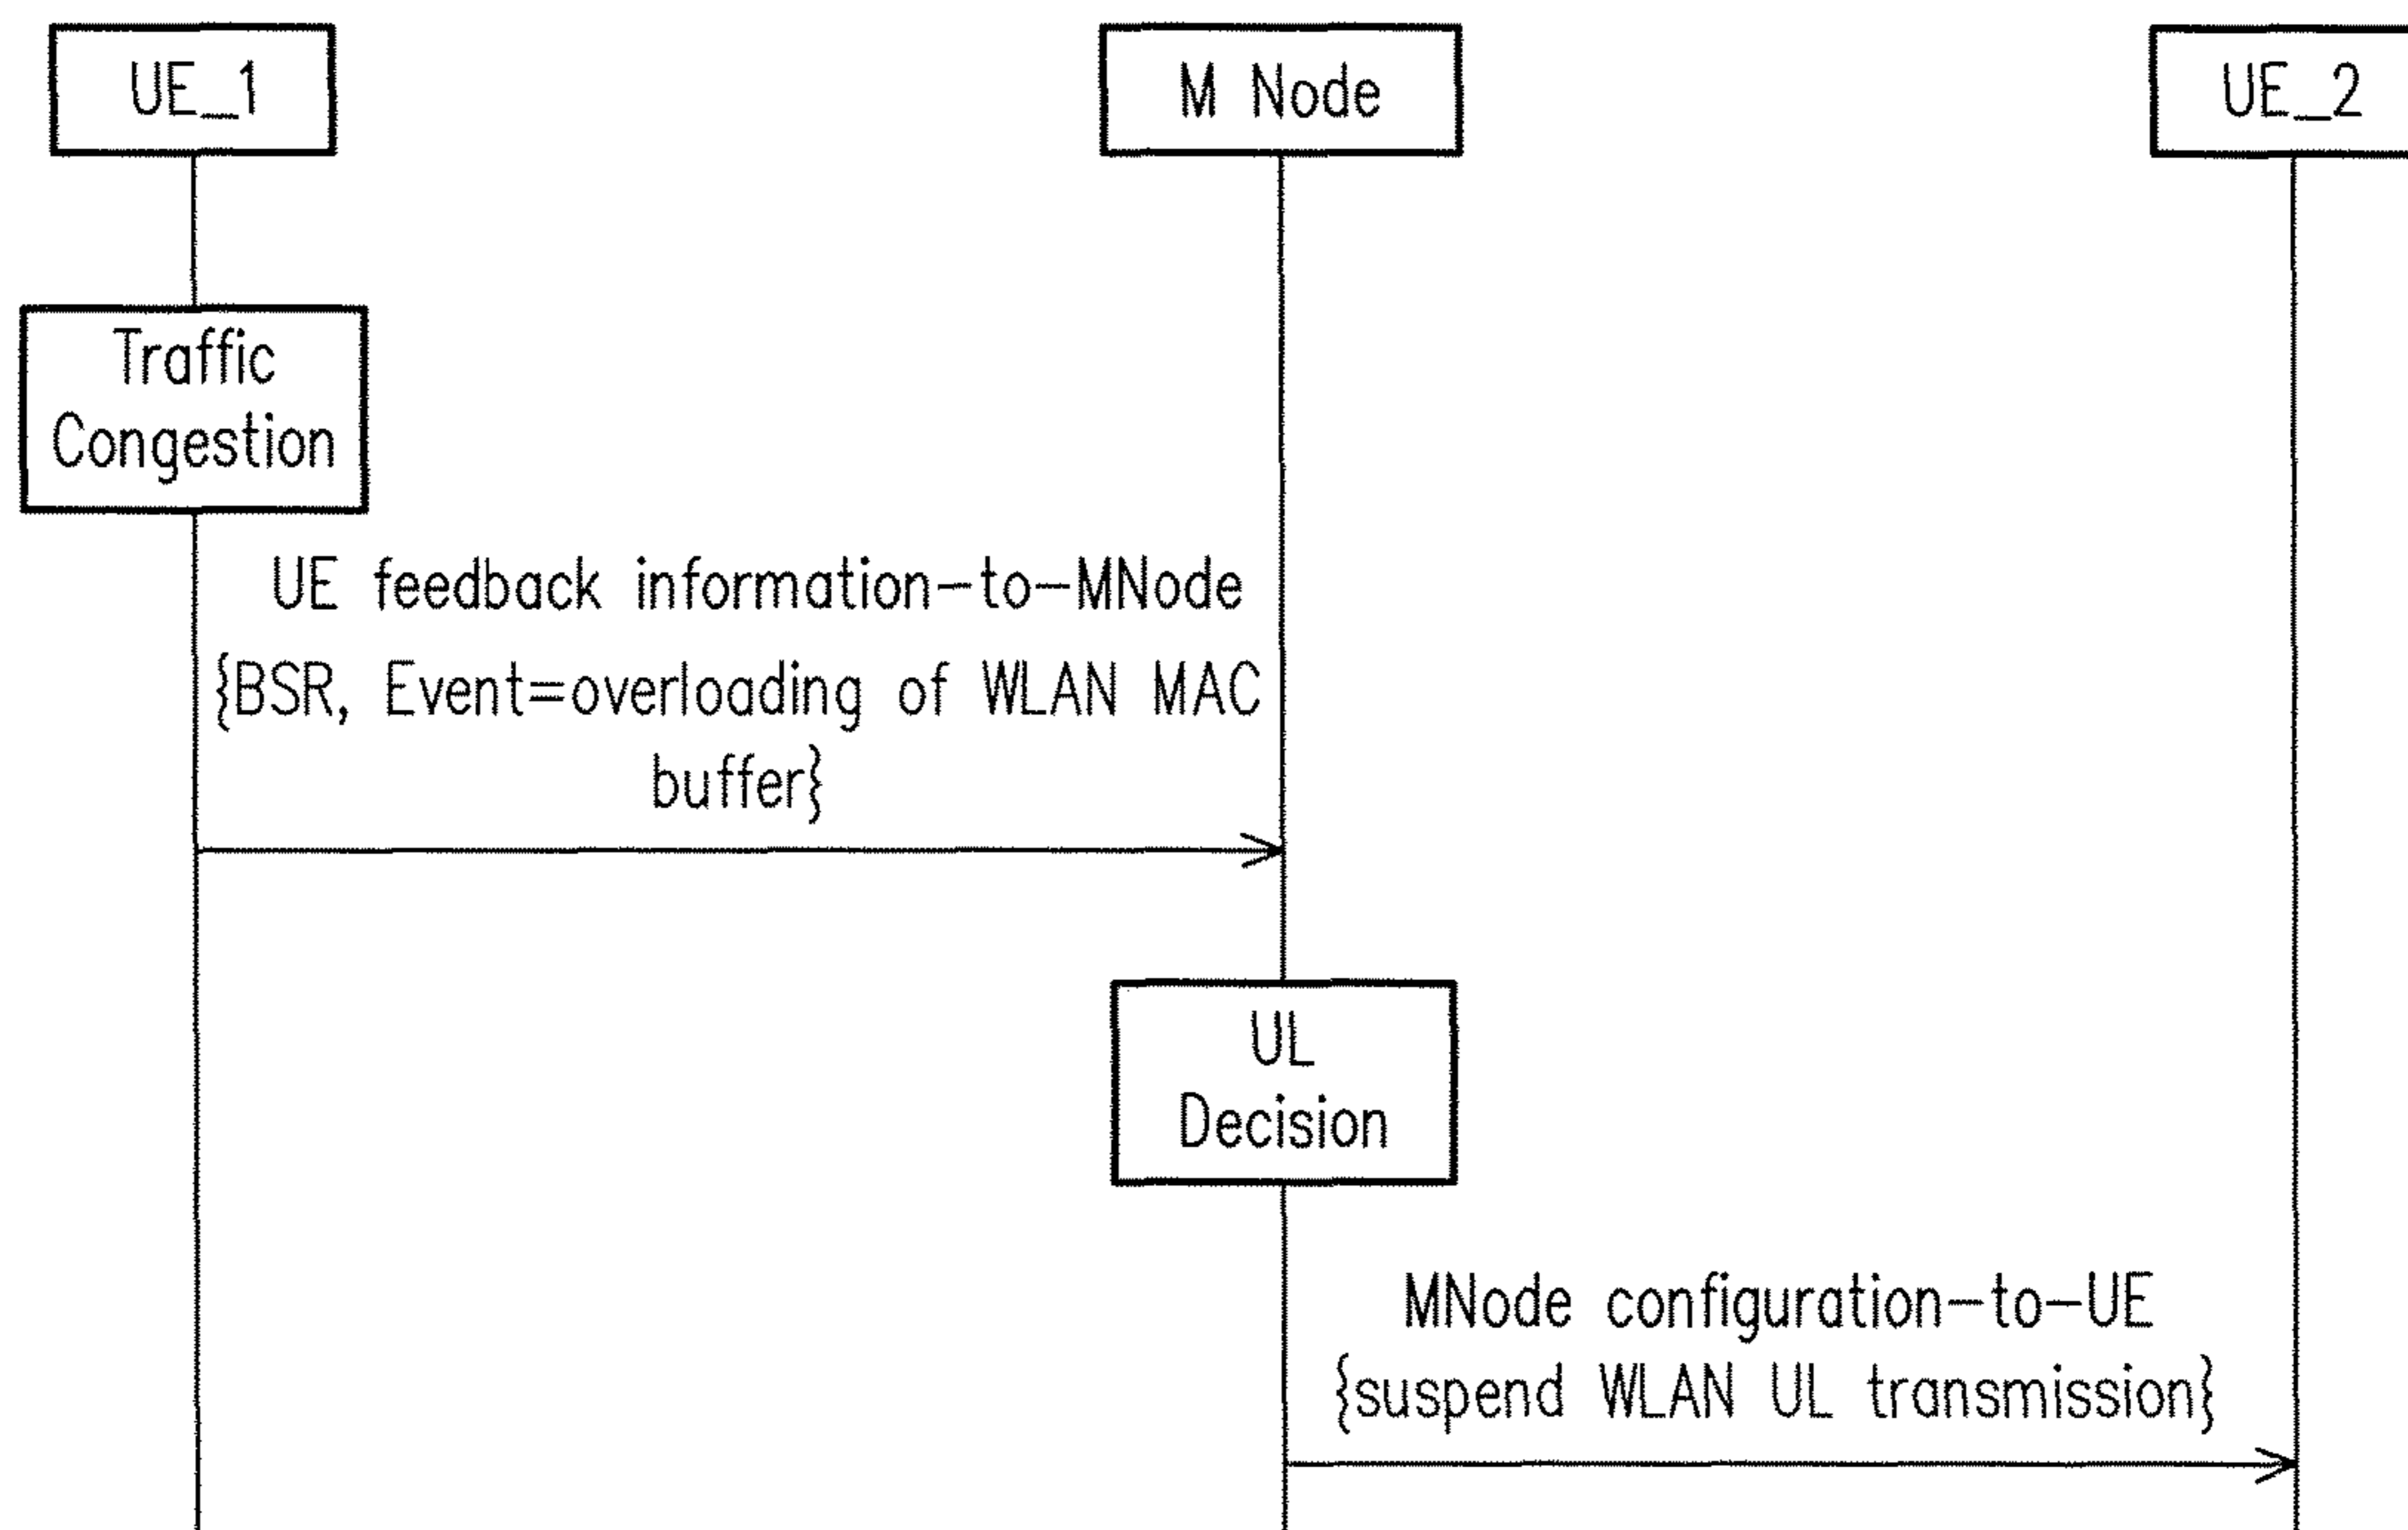 UE_1
M Node
UE_2
Traffic
Congestion
UE feedback information-to-MNode
{BSR, Event=overloading of WLAN MAC
buffer}
UL
Decision
MNode configuration-to-UE
{suspend WLAN UL transmission}